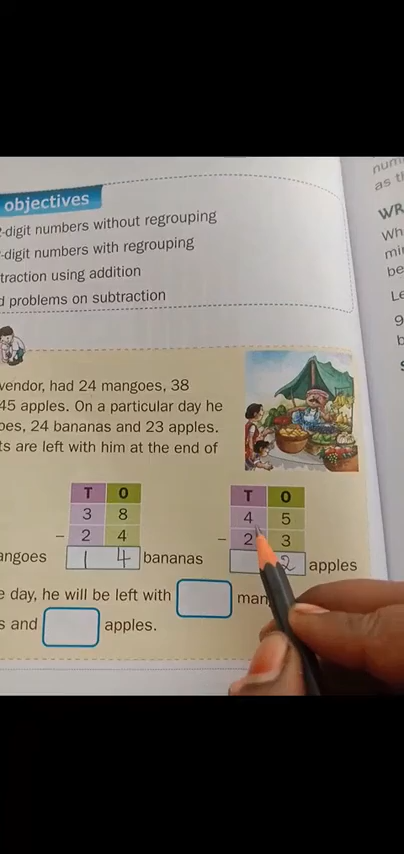 objectives
-digit numbers without regrouping
-digit numbers with regrouping
traction using addition
d problems on subtraction
vendor, had 24 mangoes, 38
45 apples. On a particular day he
oes, 24 bananas and 23 apples.
ts are left with him at the end of
T O
3 8
− 2 4
1 4 bananas
T O
4 5
− 2 3
2 apples
angoes
e day, he will be left with man
s and apples.
num
as th
WR
Wh
mi
be
Le
9
b